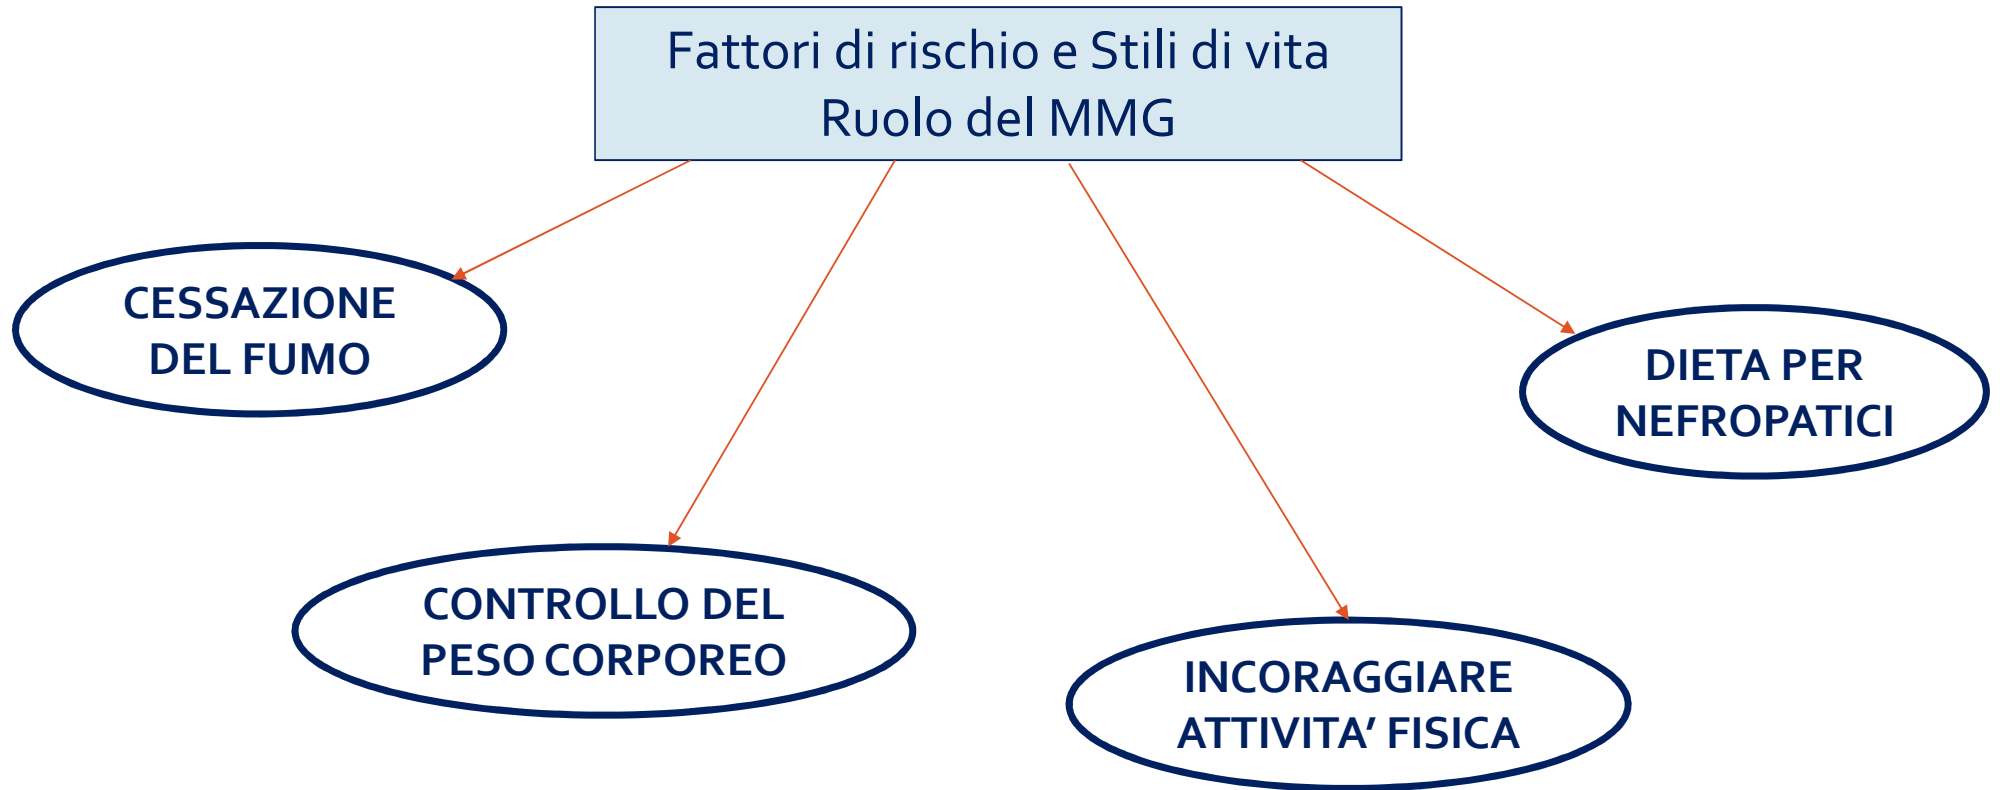 Fattori di rischio e Stili di vita
Ruolo del MMG
CESSAZIONE
DEL FUMO
DIETA PER
NEFROPATICI
CONTROLLO DEL
PESO CORPOREO
INCORAGGIARE
ATTIVITA’ FISICA